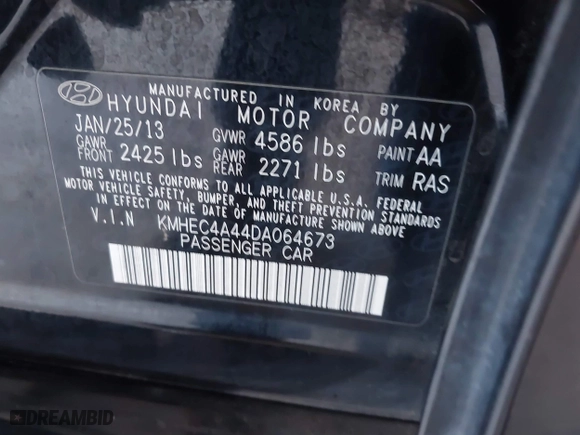 MANUFACTURED IN KOREA BY
HYUNDAI MOTOR COMPANY
JAN/25/13 GVWR 4586 lbs PAINT AA
GAWR FRONT 2425 lbs GAWR REAR 2271 lbs TRIM RAS
THIS VEHICLE CONFORMS TO ALL APPLICABLE U.S.A. FEDERAL
MOTOR VEHICLE SAFETY, BUMPER, AND THEFT PREVENTION STANDARDS
IN EFFECT ON THE DATE OF MANUFACTURE SHOWN ABOVE.
V.I.N KMHEC4A44DA064673
PASSENGER CAR
DREAMBID